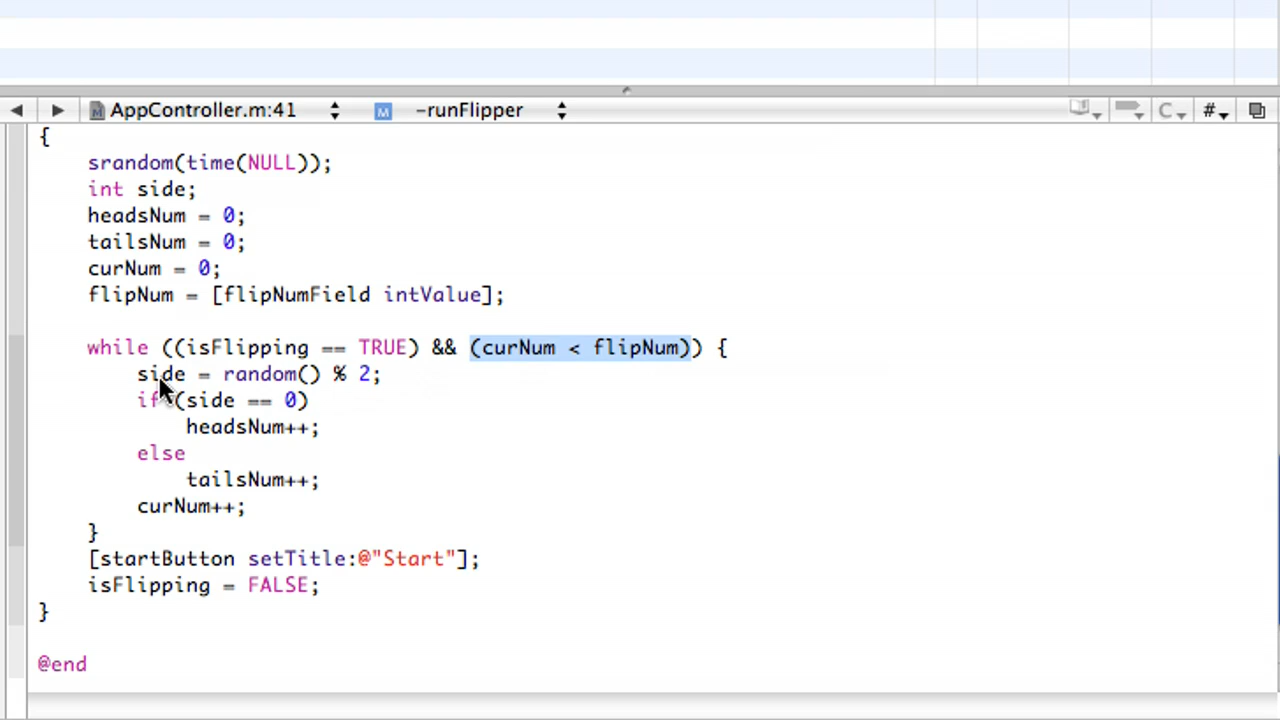 AppController.m:41 M -runFlipper C #
{
srandom(time(NULL));
int side;
headsNum = 0;
tailsNum = 0;
curNum = 0;
flipNum = [flipNumField intValue];
while ((isFlipping == TRUE) && (curNum < flipNum)) {
side = random() % 2;
if (side == 0)
headsNum++;
else
tailsNum++;
curNum++;
}
[startButton setTitle:@"Start"];
isFlipping = FALSE;
}
@end